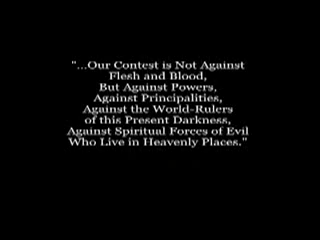 "...Our Contest is Not Against
Flesh and Blood,
But Against Powers,
Against Principalities,
Against the World-Rulers
of this Present Darkness,
Against Spiritual Forces of Evil
Who Live in Heavenly Places."